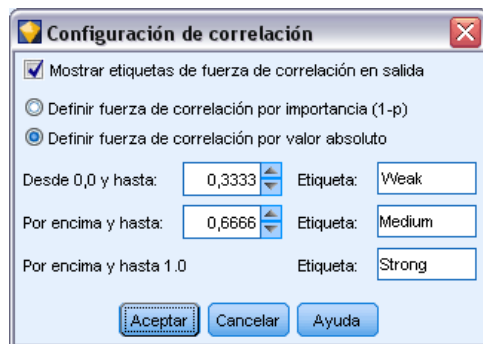 Configuración de correlación
Mostrar etiquetas de fuerza de correlación en salida
Definir fuerza de correlación por importancia (1-p)
Definir fuerza de correlación por valor absoluto
Desde 0,0 y hasta: 0,3333 Etiqueta: Weak
Por encima y hasta: 0,6666 Etiqueta: Medium
Por encima y hasta 1.0 Etiqueta: Strong
Aceptar Cancelar Ayuda